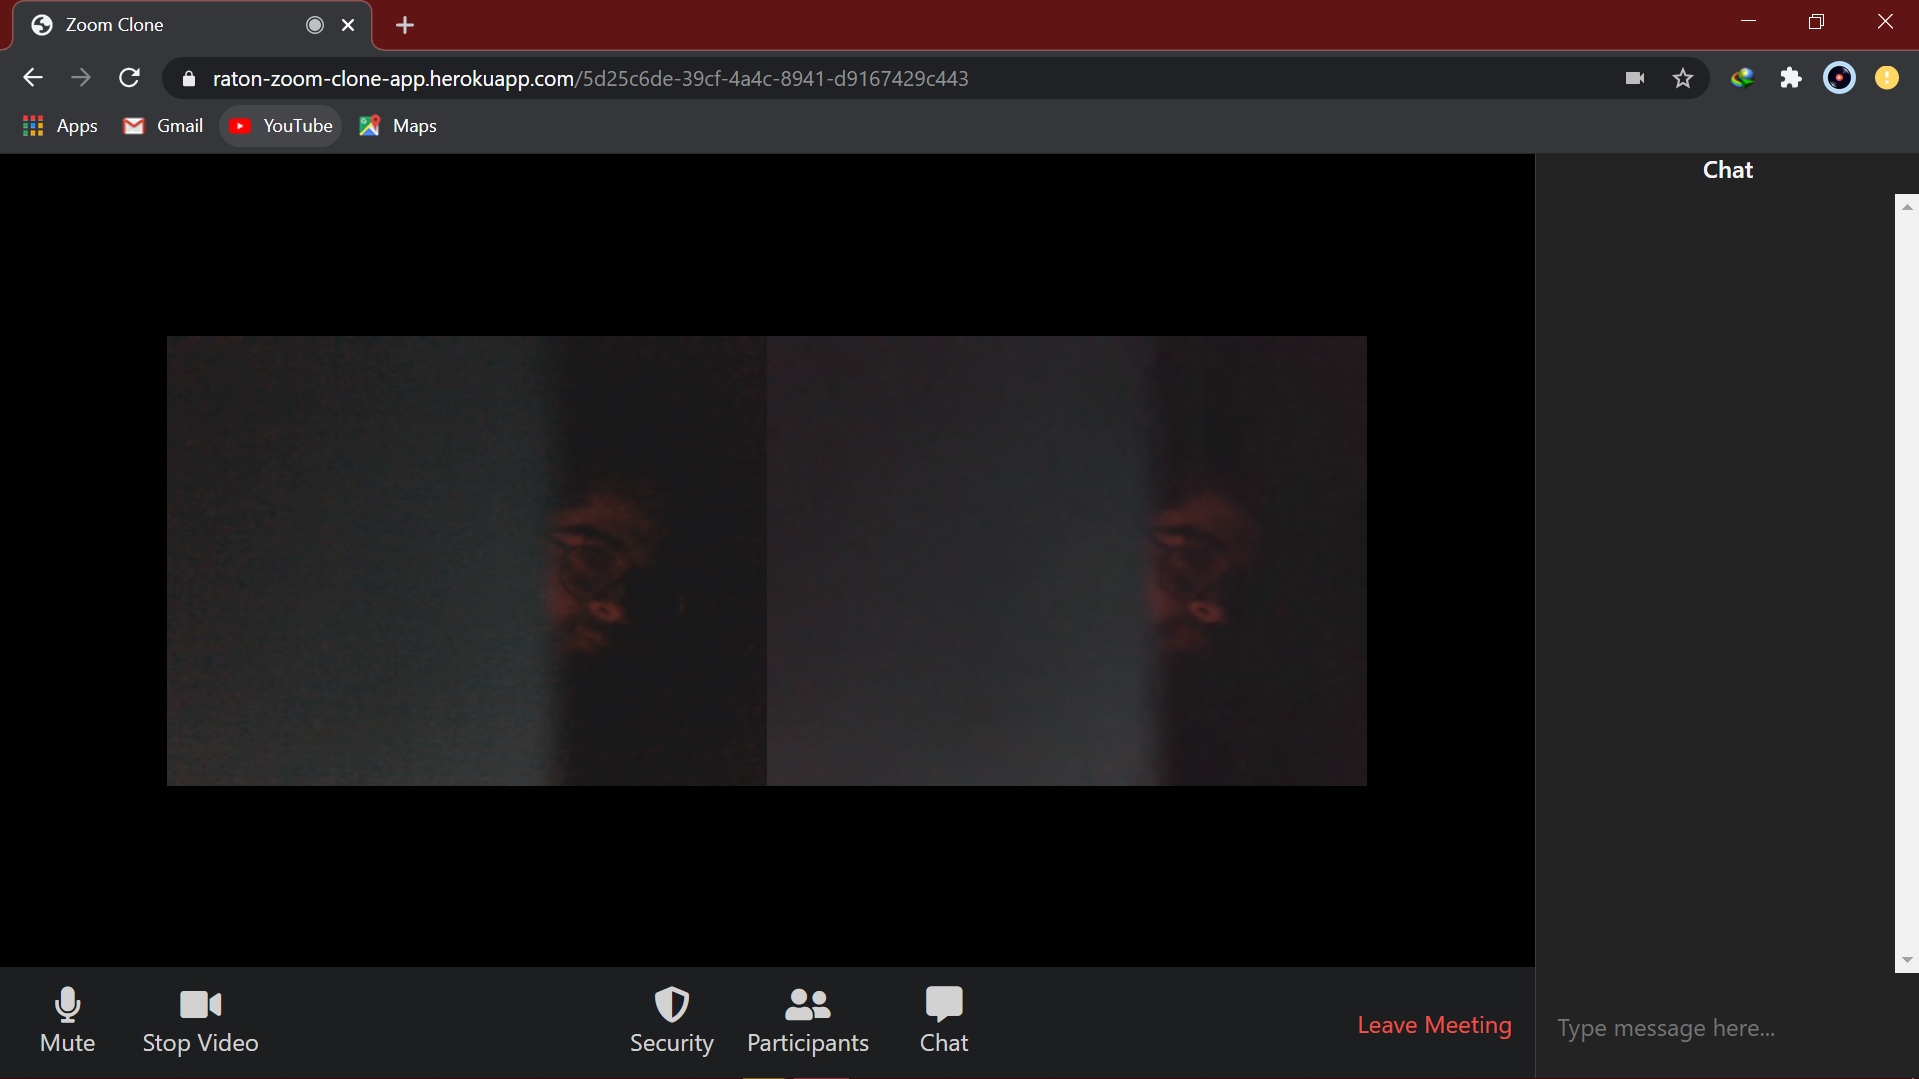 Zoom Clone
raton-zoom-clone-app.herokuapp.com/5d25c6de-39cf-4a4c-8941-d9167429c443
Apps Gmail YouTube Maps
Chat
Mute Stop Video Security Participants Chat Leave Meeting Type message here...